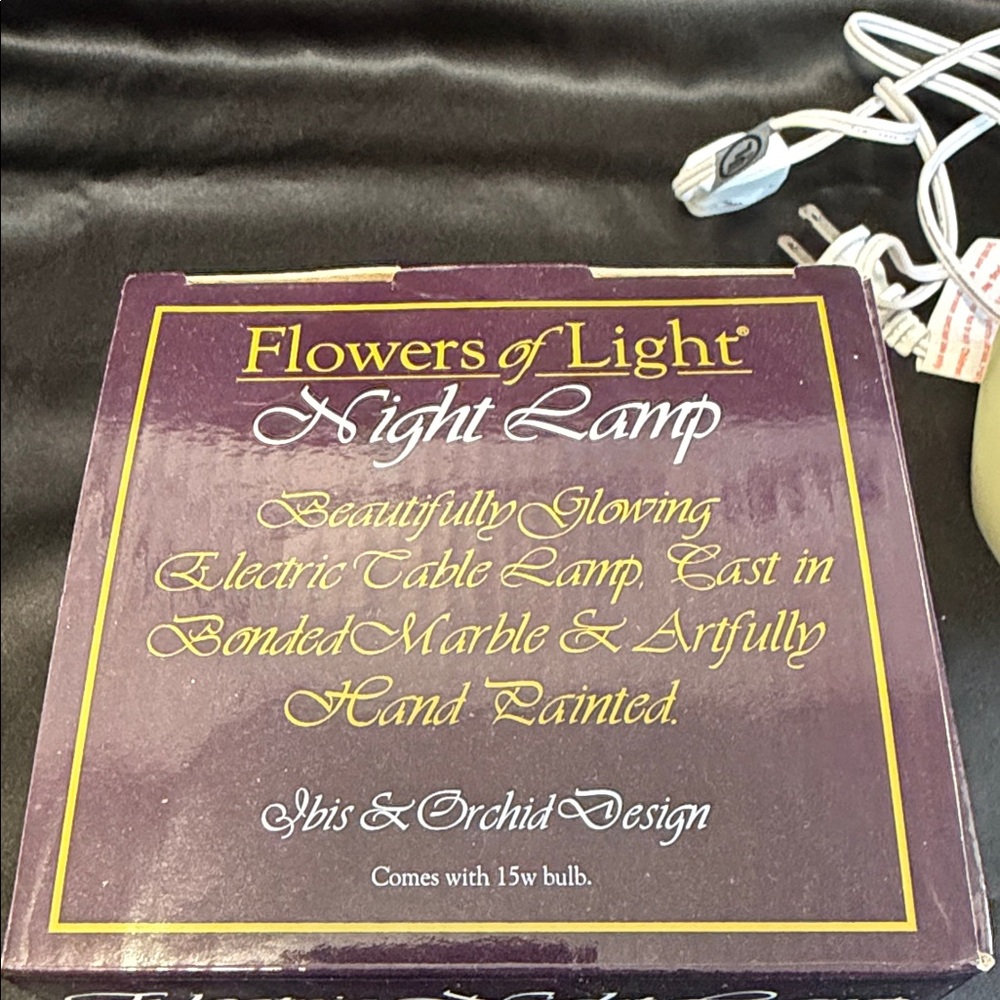 Flowers of Light®
Night Lamp
Beautifully Glowing
Electric Table Lamp, Cast in
Bonded Marble & Artfully
Hand Painted.
Ibis & Orchid Design
Comes with 15w bulb.